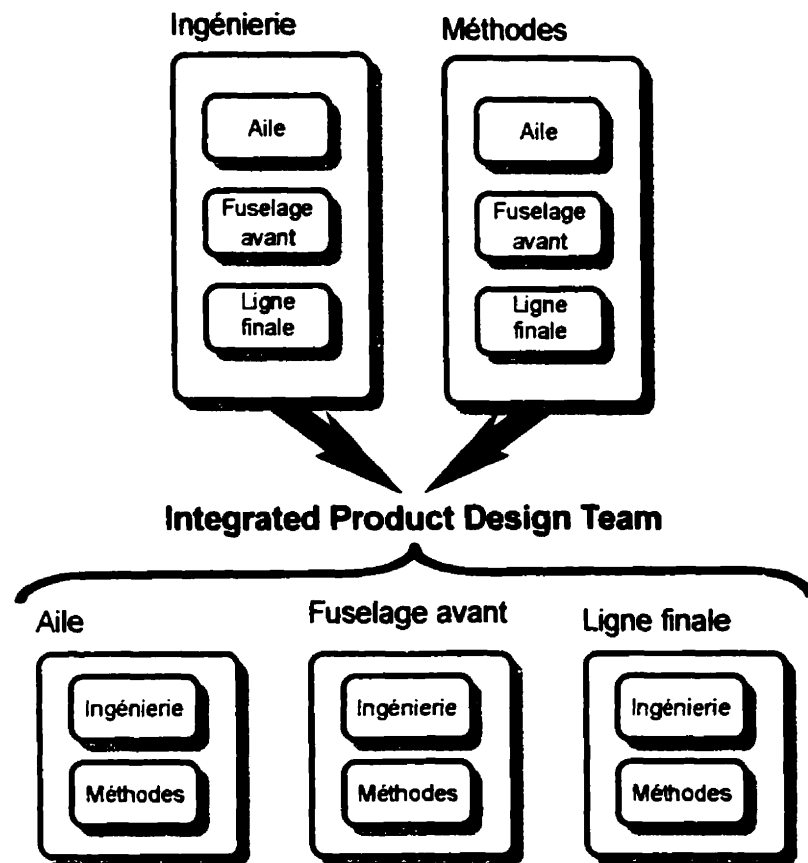 Ingénierie
Méthodes
Aile
Fuselage
avant
Ligne
finale
Aile
Fuselage
avant
Ligne
finale
Integrated Product Design Team
Aile
Fuselage avant
Ligne finale
Ingénierie
Méthodes
Ingénierie
Méthodes
Ingénierie
Méthodes